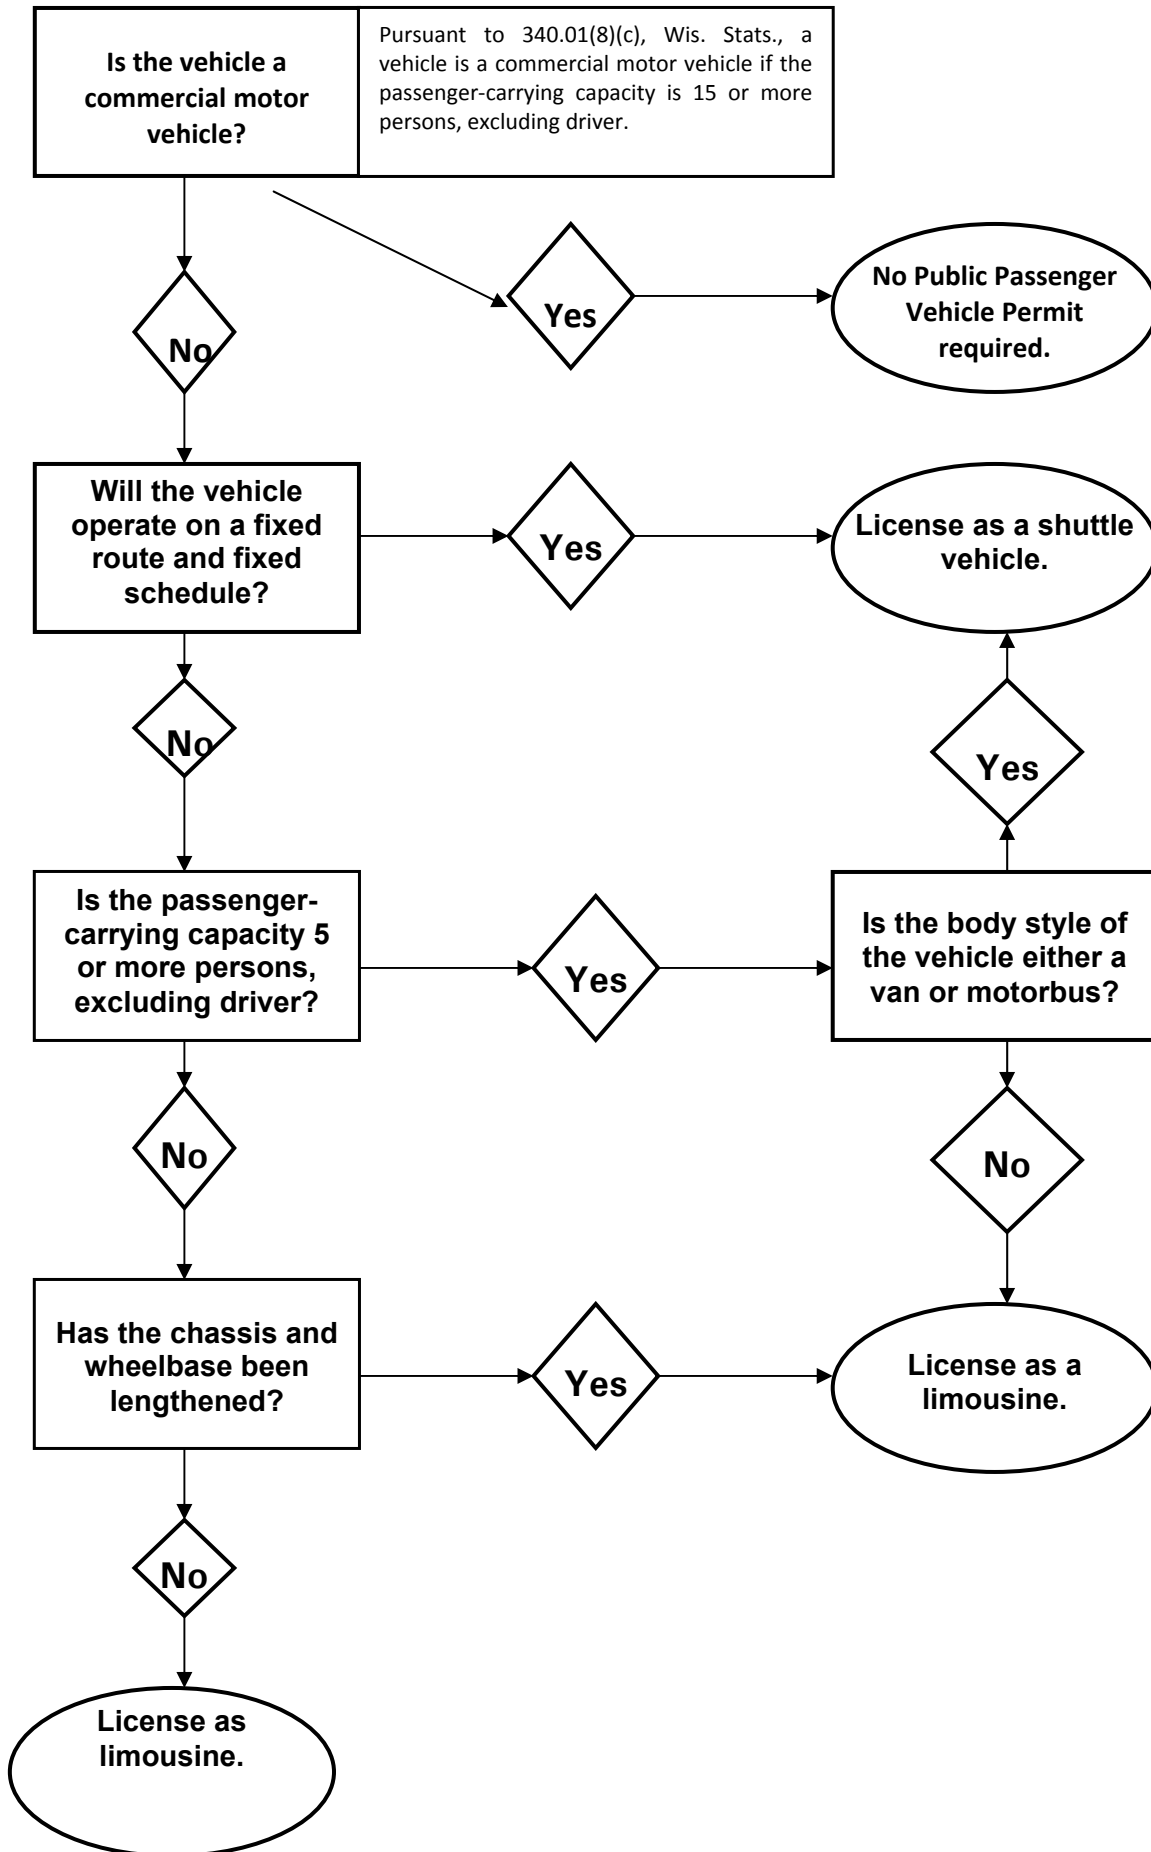 Is the vehicle a
commercial motor
vehicle?
Pursuant to 340.01(8)(c), Wis. Stats., a
vehicle is a commercial motor vehicle if the
passenger-carrying capacity is 15 or more
persons, excluding driver.
Yes
No Public Passenger
Vehicle Permit
required.
No
Will the vehicle
operate on a fixed
route and fixed
schedule?
Yes
License as a shuttle
vehicle.
No
Yes
Is the passenger-
carrying capacity 5
or more persons,
excluding driver?
Yes
Is the body style of
the vehicle either a
van or motorbus?
No
No
Has the chassis and
wheelbase been
lengthened?
Yes
License as a
limousine.
No
License as
limousine.